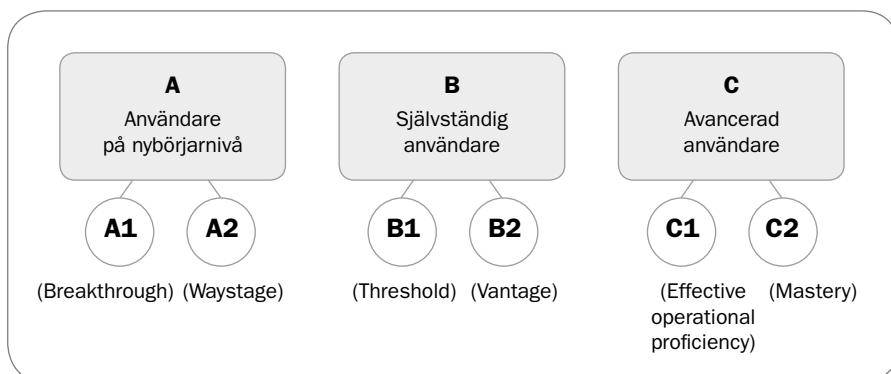 A
Användare
på nybörjarnivå
B
Självständig
användare
C
Avancerad
användare
A1
A2
B1
B2
C1
C2
(Breakthrough)
(Waystage)
(Threshold)
(Vantage)
(Effective
operational
proficiency)
(Mastery)